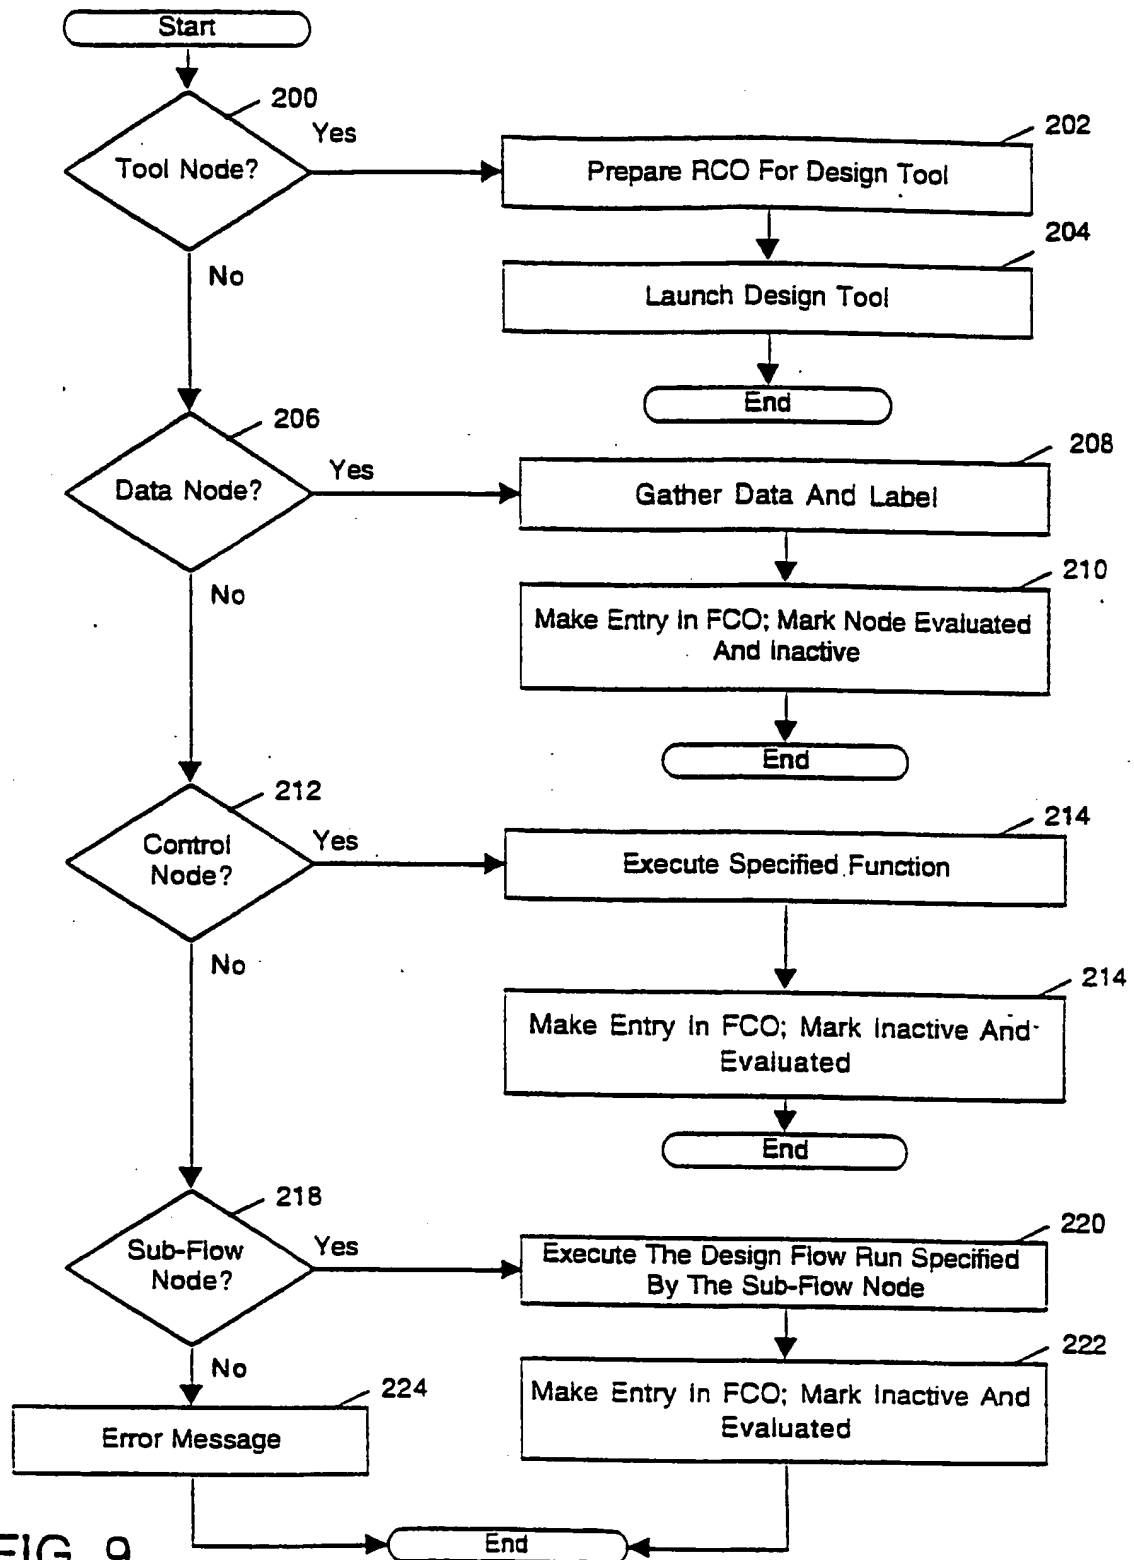 Start
200
Yes
Tool Node?
202
Prepare RCO For Design Tool
204
No
Launch Design Tool
End
206
Yes
Data Node?
208
Gather Data And Label
210
No
Make Entry In FCO; Mark Node Evaluated
And Inactive
End
212
Yes
Control
Node?
214
Execute Specified Function
No
214
Make Entry In FCO; Mark Inactive And
Evaluated
End
218
Yes
Sub-Flow
Node?
220
Execute The Design Flow Run Specified
By The Sub-Flow Node
No
222
Make Entry In FCO; Mark Inactive And
Evaluated
224
Error Message
End
FIG. 9